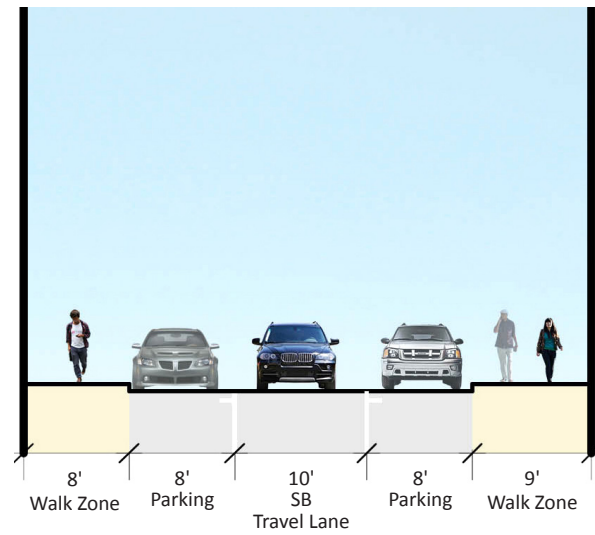 8'
Walk Zone
8'
Parking
10'
SB
Travel Lane
8'
Parking
9'
Walk Zone